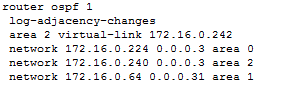 router ospf 1
log-adjacency-changes
area 2 virtual-link 172.16.0.242
network 172.16.0.224 0.0.0.3 area 0
network 172.16.0.240 0.0.0.3 area 2
network 172.16.0.64 0.0.0.31 area 1